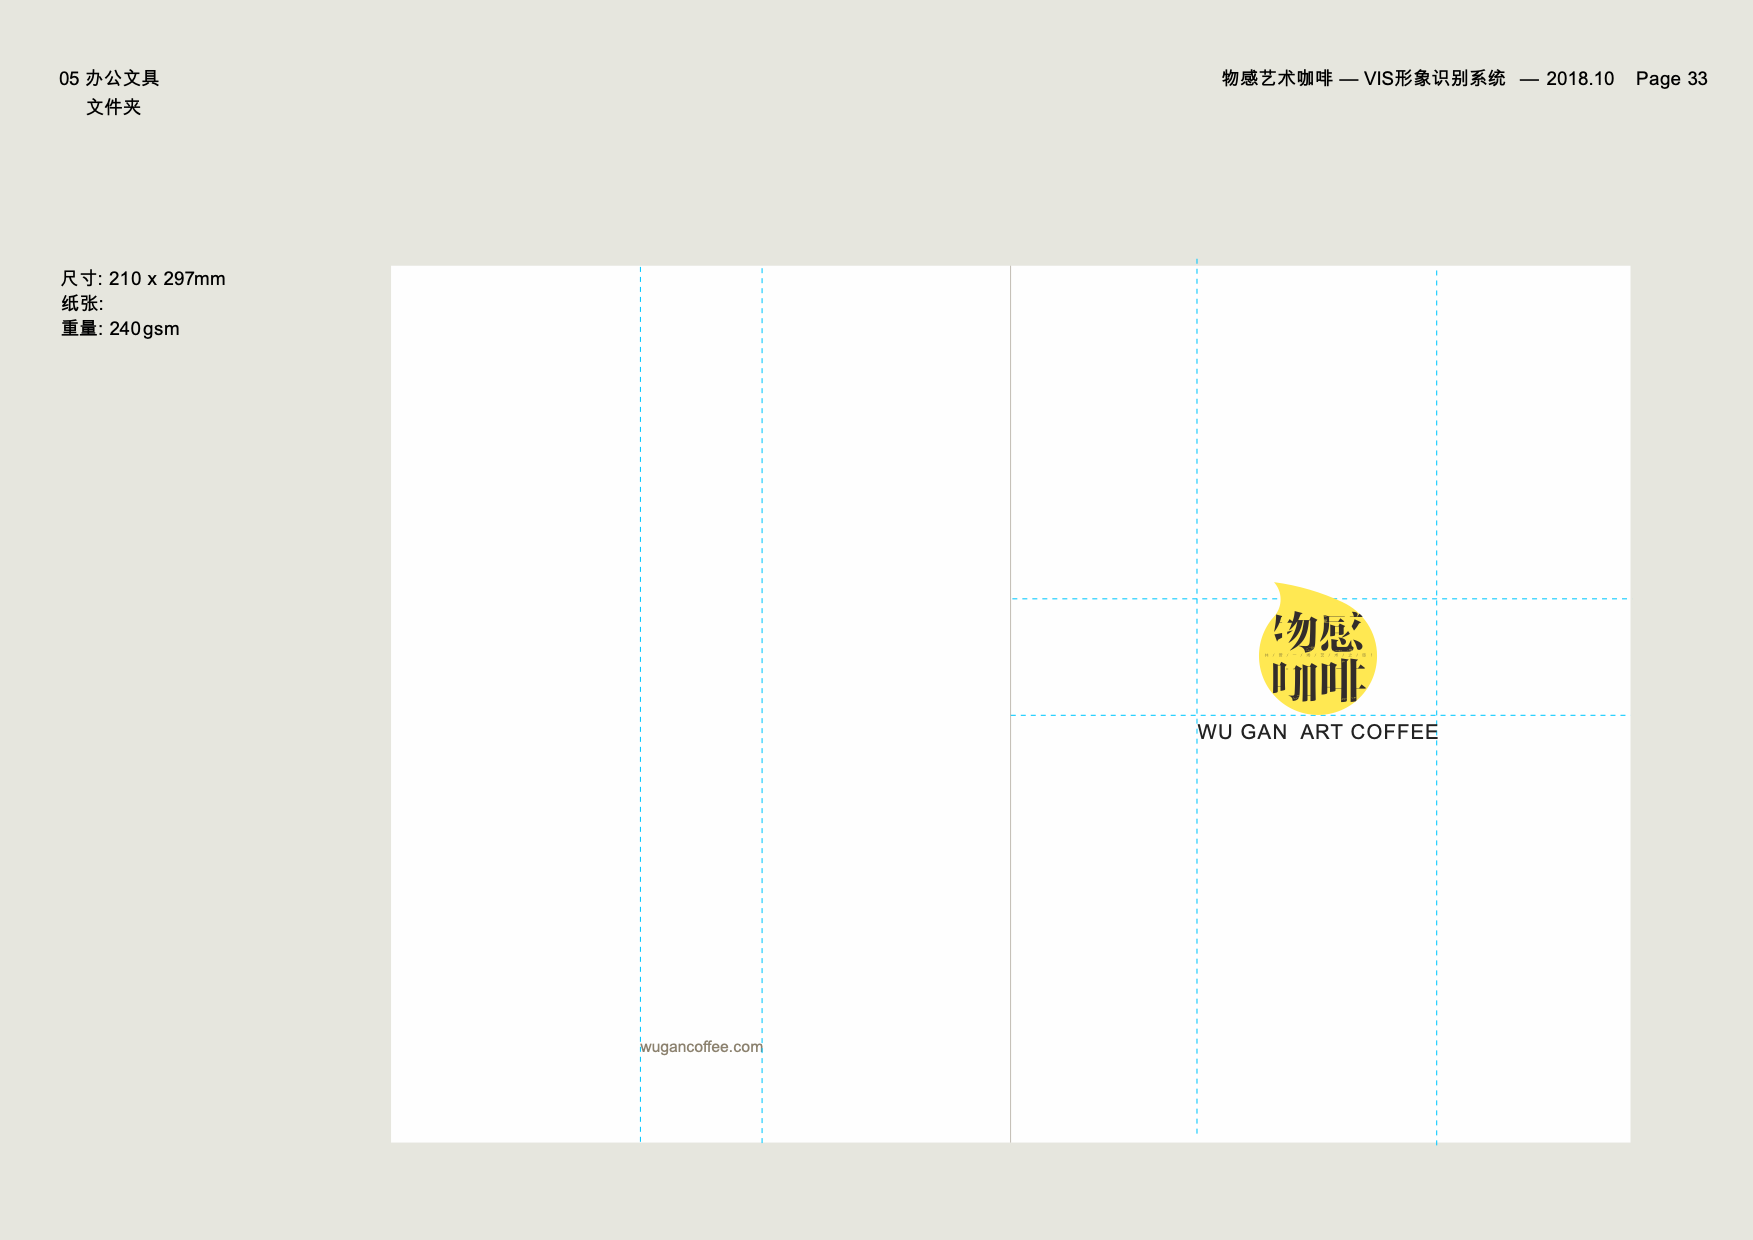 05 办公文具
文件夹
物感艺术咖啡 — VIS形象识别系统 — 2018.10 Page 33
尺寸: 210 x 297mm
纸张:
重量: 240gsm
物感
咖啡
WU GAN ART COFFEE
wugancoffee.com